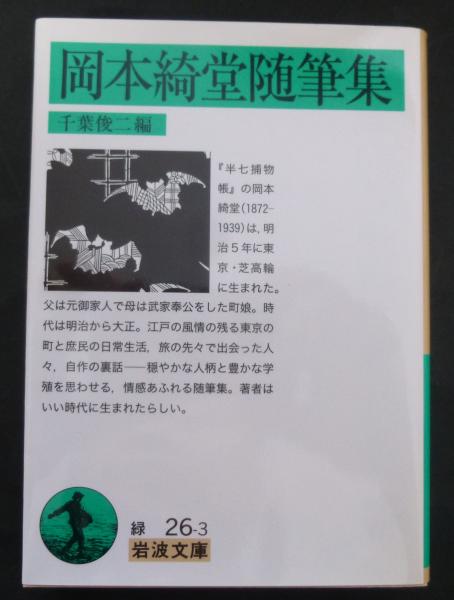 岡本綺堂随筆集
千葉俊二編
『半七捕物
帳』の岡本
綺堂(1872–
1939)は,明
治5年に東
京・芝高輪
に生まれた。
父は元御家人で母は武家奉公をした町娘。時
代は明治から大正。江戸の風情の残る東京の
町と庶民の日常生活,旅の先々で出会った人
々,自作の裏話――穏やかな人柄と豊かな学
殖を思わせる,情感あふれる随筆集。著者は
いい時代に生まれたらしい。
緑 26-3
岩波文庫